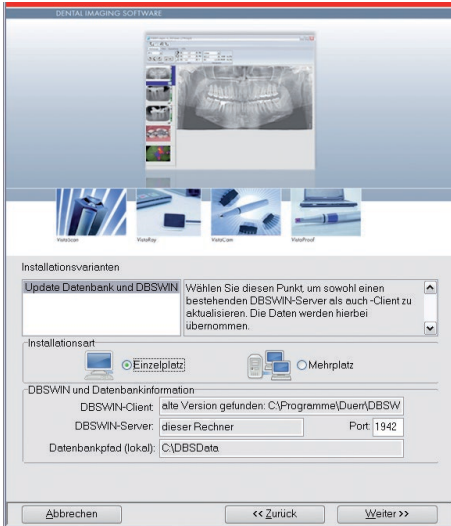 DENTAL IMAGING SOFTWARE
VistaScan
VistaRay
VistaCam
VistaProof
Installationsvarianten
Update Datenbank und DBSWIN
Wählen Sie diesen Punkt, um sowohl einen
bestehenden DBSWIN-Server als auch -Client zu
aktualisieren. Die Daten werden hierbei
übernommen.
Installationsart
Einzelplatz
Mehrplatz
DBSWIN und Datenbankinformation
DBSWIN-Client: alte Version gefunden: C:\Programme\Duerr\DBSW
DBSWIN-Server: dieser Rechner Port: 1942
Datenbankpfad (lokal): C:\DBSData
Abbrechen << Zurück Weiter >>